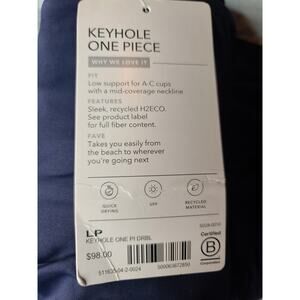 KEYHOLE
ONE PIECE
WHY WE LOVE IT
FIT
Low support for A-C cups
with a mid-coverage neckline
FEATURES
Sleek, recycled H2ECO.
See product label
for full fiber content.
FAVE
Takes you easily from
the beach to wherever
you're going next
QUICK
DRYING
UPF
RECYCLED
MATERIAL
LP
KEYHOLE ONE PI DRBL
$98.00
Certified
B
Corporation